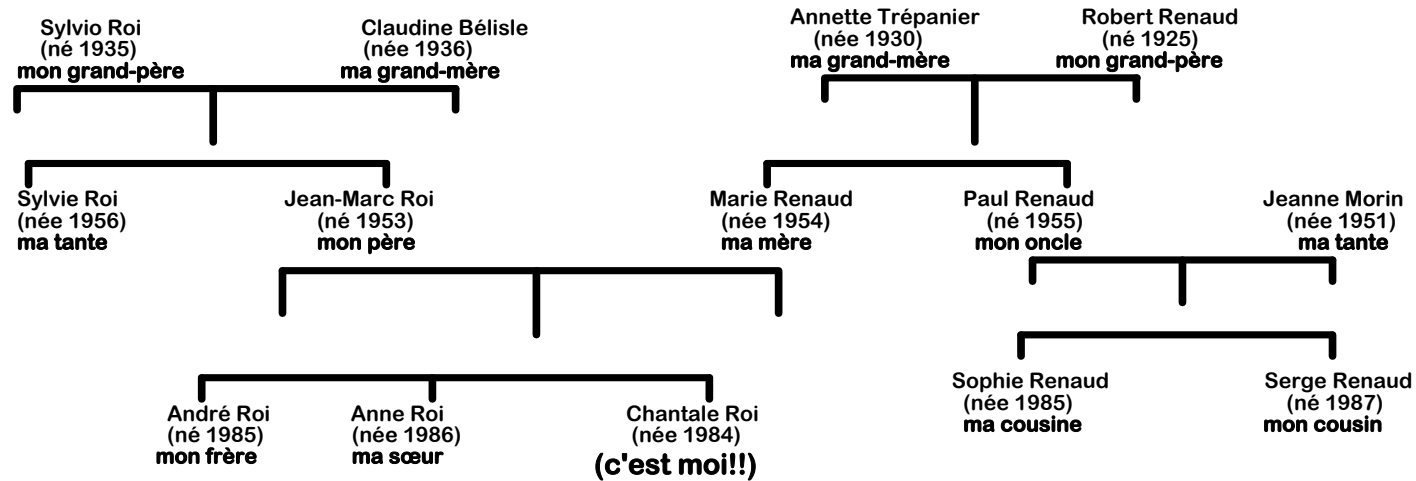 Sylvio Roi
(né 1935)
mon grand-père
Claudine Bélisle
(née 1936)
ma grand-mère
Annette Trépanier
(née 1930)
ma grand-mère
Robert Renaud
(né 1925)
mon grand-père
Sylvie Roi
(née 1956)
ma tante
Jean-Marc Roi
(né 1953)
mon père
Marie Renaud
(née 1954)
ma mère
Paul Renaud
(né 1955)
mon oncle
Jeanne Morin
(née 1951)
ma tante
André Roi
(né 1985)
mon frère
Anne Roi
(née 1986)
ma sœur
Chantale Roi
(née 1984)
(c'est moi!!)
Sophie Renaud
(née 1985)
ma cousine
Serge Renaud
(né 1987)
mon cousin